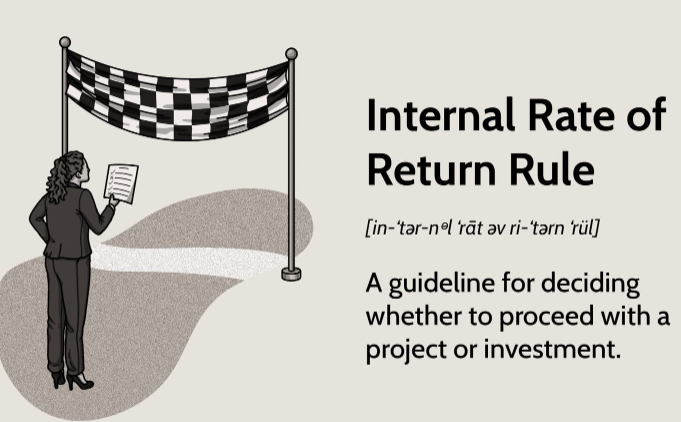 Internal Rate of
Return Rule
[in-ˈtər-nᵊl ˈrāt əv ri-ˈtərn ˈrül]
A guideline for deciding
whether to proceed with a
project or investment.